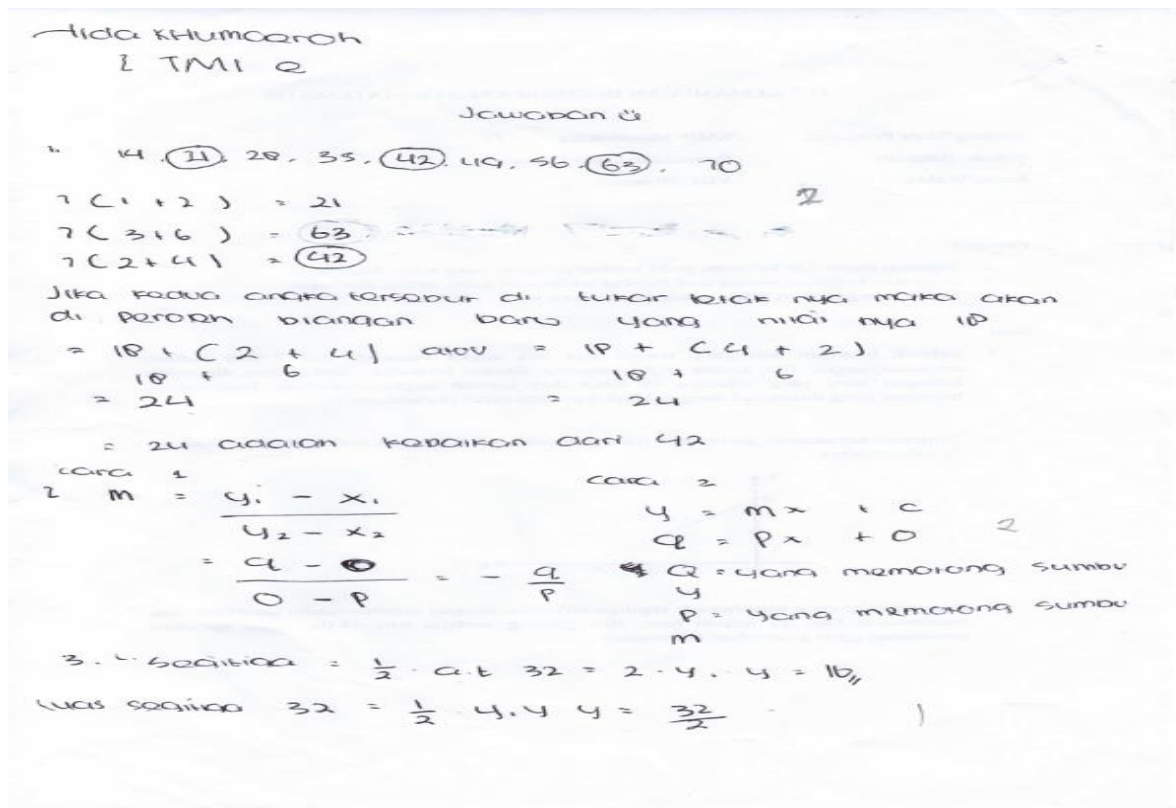 Aida Khumaeroh
I TMI e
Jawaban ü
1. 14. 21. 28. 35. 42. 49. 56. 63. 70
7 ( 1 + 2 ) = 21
2
7 ( 3 + 6 ) = 63
7 ( 2 + 4 ) = 42
Jika kedua angka tersebut di tukar letak nya maka akan
di peroleh biangan baru yang nilai nya 18
= 18 + ( 2 + 4 ) atau = 18 + ( 4 + 2 )
18 + 6 18 + 6
= 24 = 24
= 24 adalah kebalikan dari 42
cara 1 cara 2
2 m = y₁ - x₁ / y₂ - x₂
y = mx + c
q = px + 0
2
= q - 0 / 0 - p = - q/p
Q = yang memotong sumbu
y
P = yang memotong sumbu
m
3. L. segitiga = 1/2 . a.t 32 = 2 . y . y = 16,,
Luas segitiga 32 = 1/2 . 4 . y y = 32/2
1